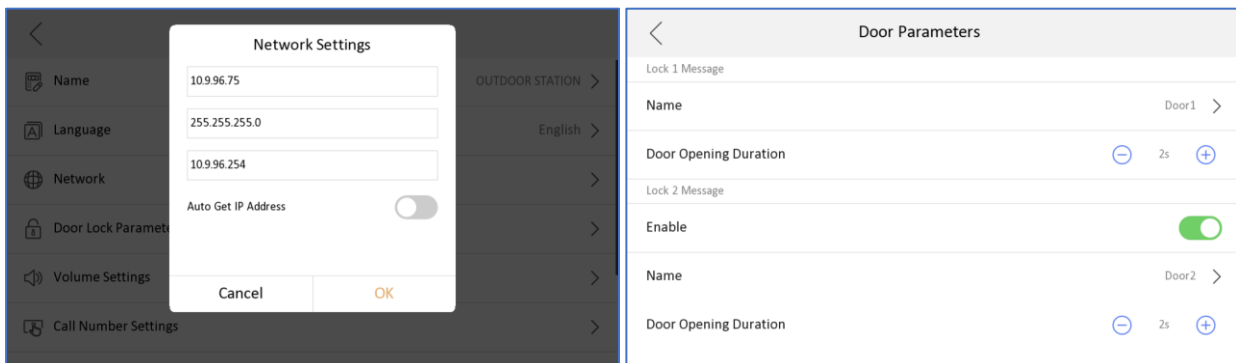 Network Settings
Name
10.9.96.75
OUTDOOR STATION
Language
255.255.255.0
English
10.9.96.254
Network
Auto Get IP Address
Door Lock Paramete
Volume Settings
Cancel
OK
Call Number Settings
Door Parameters
Lock 1 Message
Name
Door1
Door Opening Duration
2s
Lock 2 Message
Enable
Name
Door2
Door Opening Duration
2s